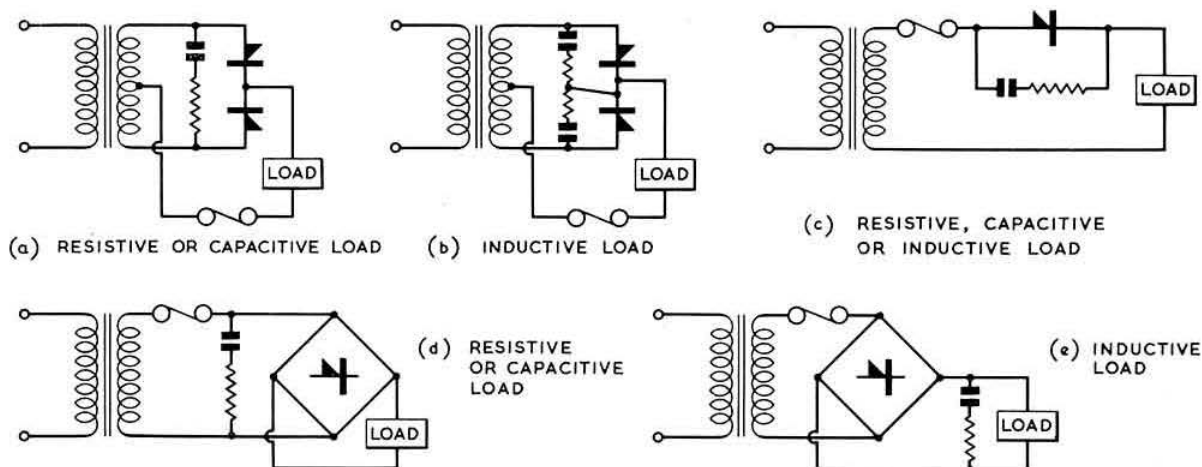 LOAD
LOAD
LOAD
(a) RESISTIVE OR CAPACITIVE LOAD
(b) INDUCTIVE LOAD
(c) RESISTIVE, CAPACITIVE
OR INDUCTIVE LOAD
(d) RESISTIVE
OR CAPACITIVE
LOAD
LOAD
(e) INDUCTIVE
LOAD
LOAD